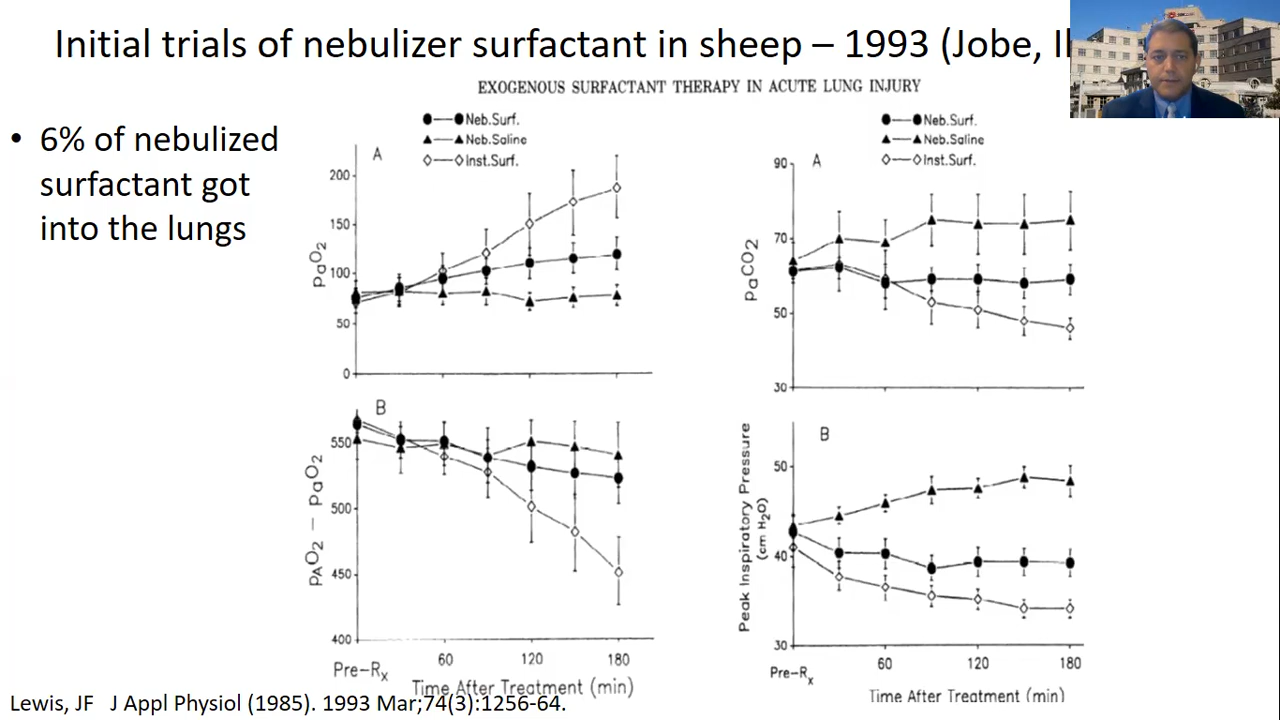 Initial trials of nebulizer surfactant in sheep – 1993 (Jobe,
EXOGENOUS SURFACTANT THERAPY IN ACUTE LUNG INJURY
• 6% of nebulized
surfactant got
into the lungs
Neb.Surf.
Neb.Saline
Inst.Surf.
A
200
150
100
50
0
PaO2
B
550
500
450
400
PAO2 – PaO2
Pre–Rx
60
120
180
Time After Treatment (min)
Neb.Surf.
Neb.Saline
Inst.Surf.
A
90
70
50
30
PaCO2
B
50
40
30
Peak Inspiratory Pressure
(cm H2O)
Pre–Rx
60
120
180
Time After Treatment (min)
Lewis, JF J Appl Physiol (1985). 1993 Mar;74(3):1256-64.